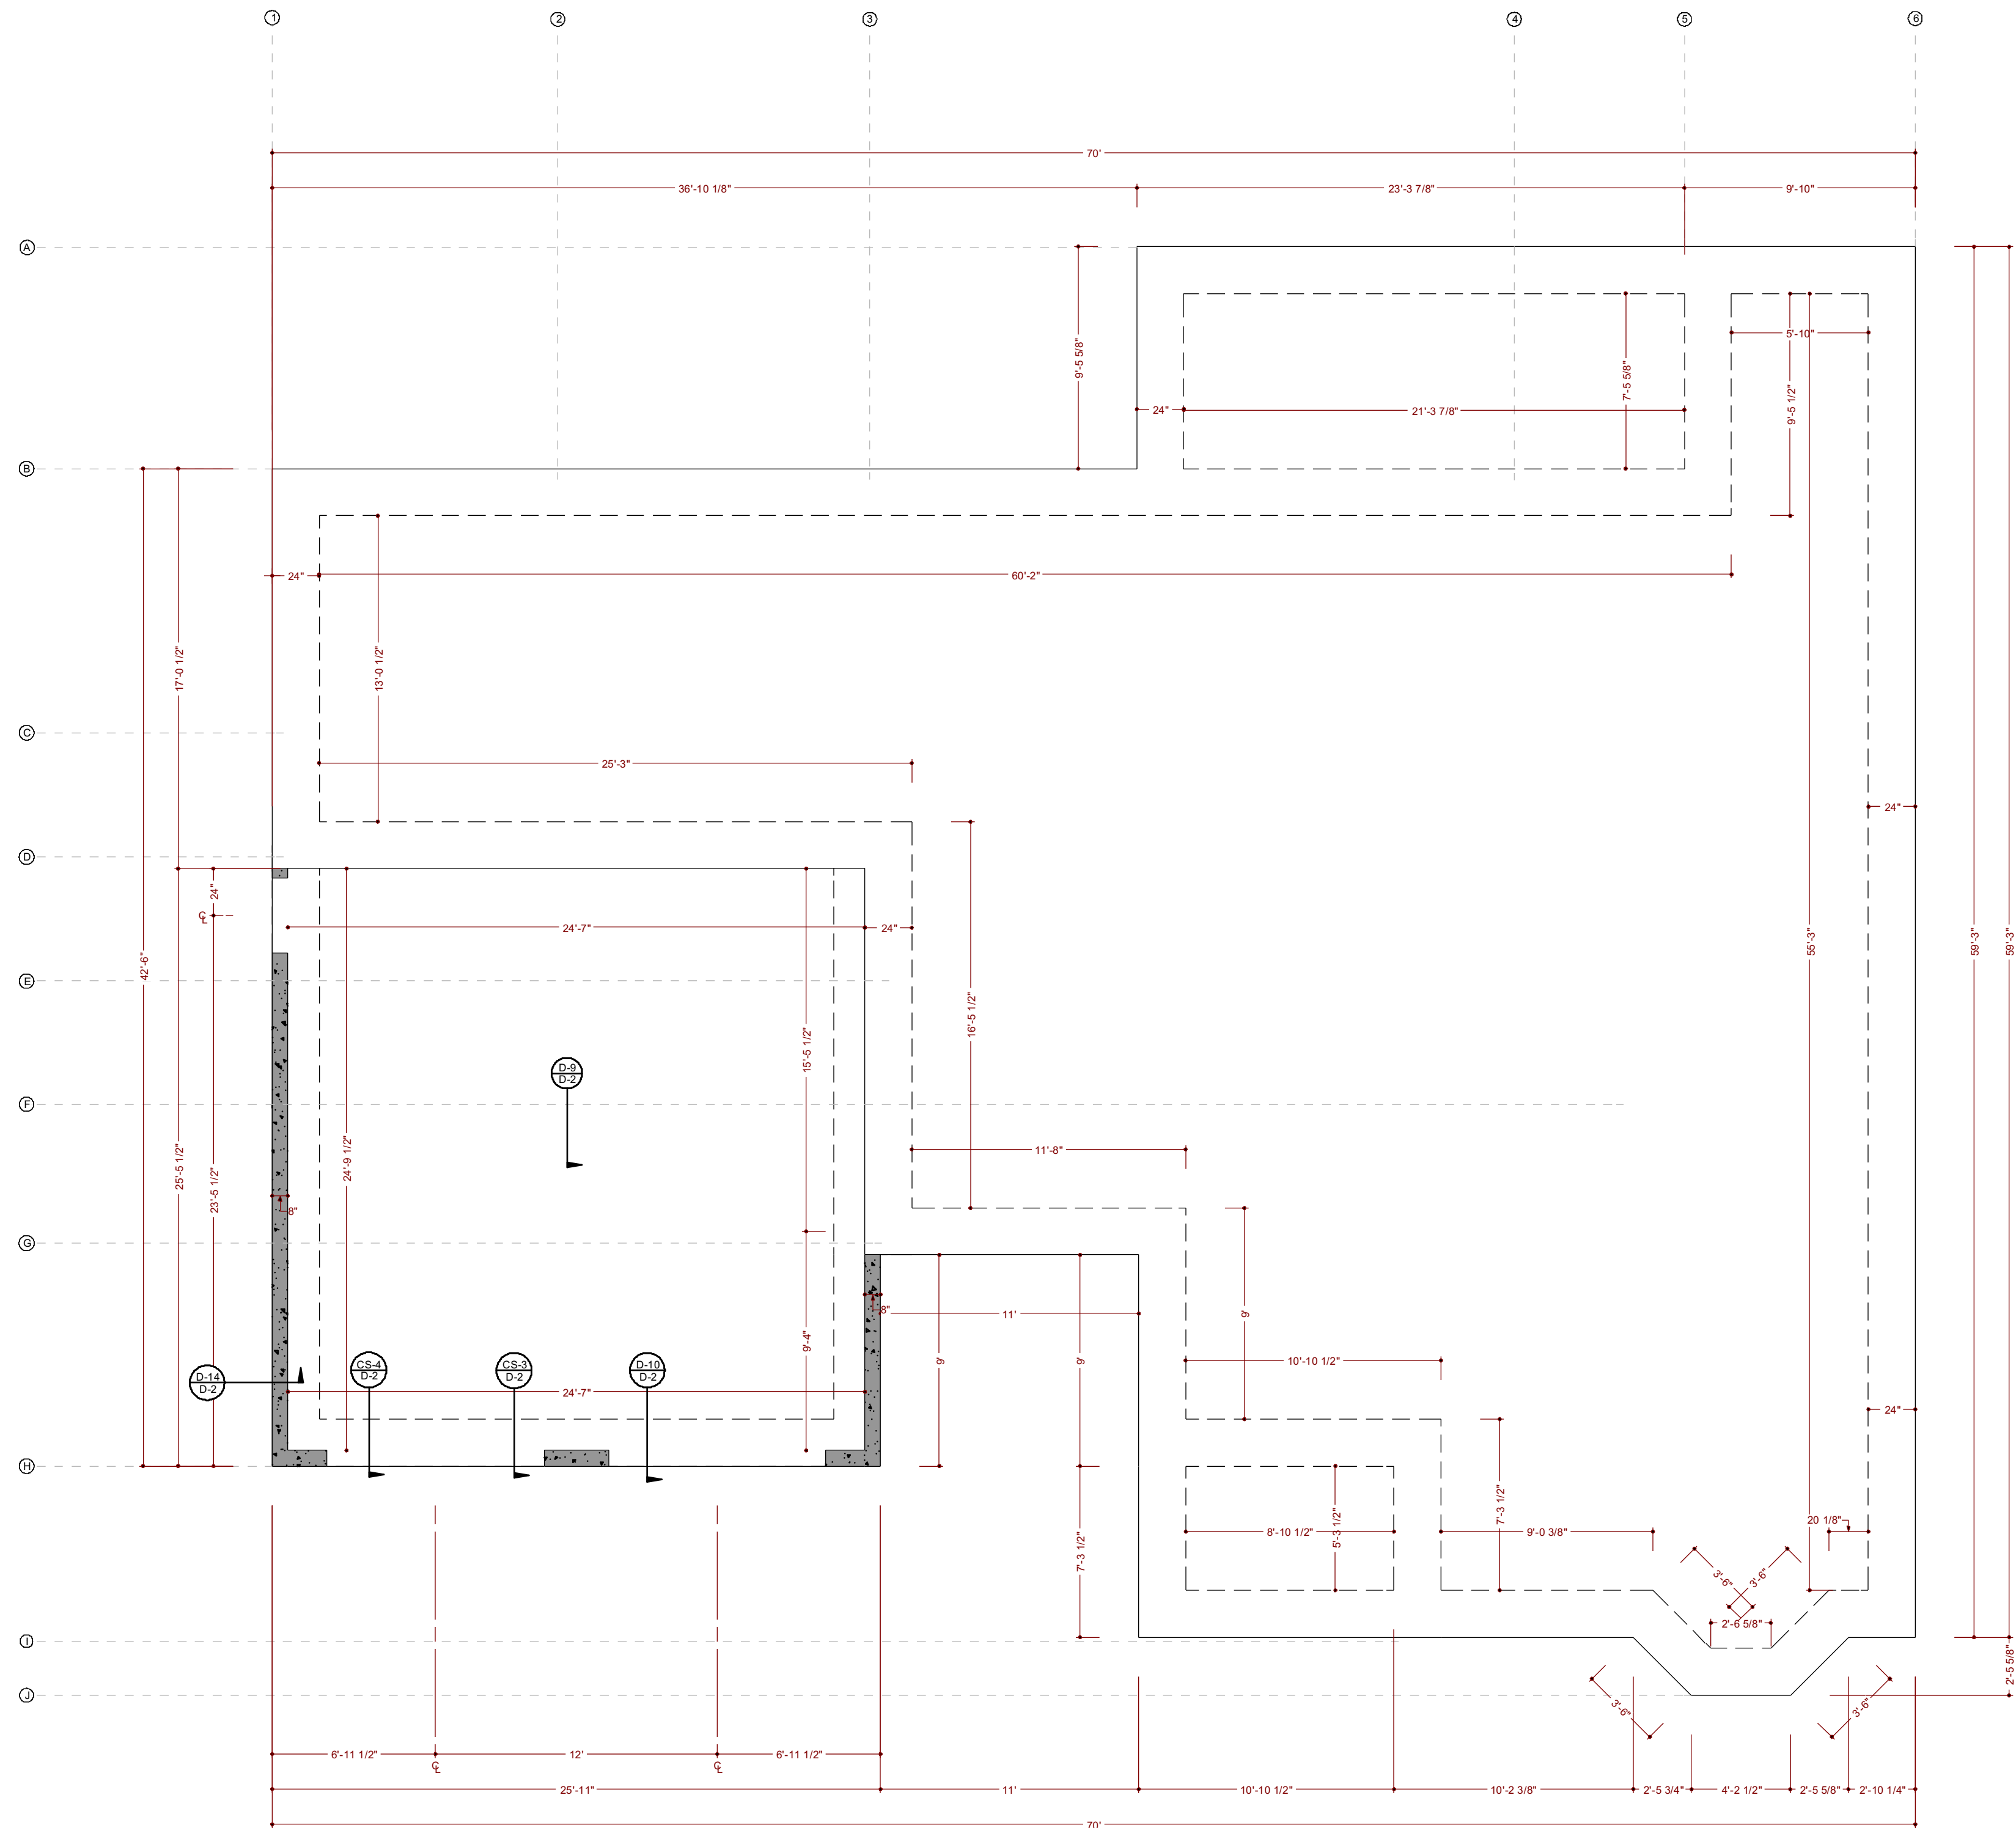 1 2 3 4 5 6
70'
36'-10 1/8" 23'-3 7/8" 9'-10"
A
5'-10"
9'-5 5/8"
7'-5 5/8"
9'-5 1/2"
24" 21'-3 7/8"
B
24" 60'-2"
17'-0 1/2"
13'-0 1/2"
C
25'-3"
24"
D
24"
℄
24'-7" 24"
42'-6"
55'-3"
59'-3"
59'-3"
E
16'-5 1/2"
15'-5 1/2"
D-9
D-2
F
24'-9 1/2"
11'-8"
25'-5 1/2"
23'-5 1/2"
8"
G
8"
11'
9'
9'-4"
9'
9'
10'-10 1/2"
CS-4
D-2
CS-3
D-2
D-10
D-2
D-14
D-2
24'-7"
24"
H
7'-3 1/2"
20 1/8"
8'-10 1/2"
5'-3 1/2"
9'-0 3/8"
7'-3 1/2"
3'-6" 3'-6"
2'-6 5/8"
I
2'-5 5/8"
J
3'-6" 3'-6"
6'-11 1/2" 12' 6'-11 1/2"
℄ ℄
25'-11" 11' 10'-10 1/2" 10'-2 3/8" 2'-5 3/4" 4'-2 1/2" 2'-5 5/8" 2'-10 1/4"
70'